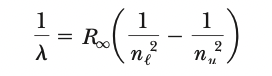 1/λ = R∞(1/nℓ² − 1/nu²)